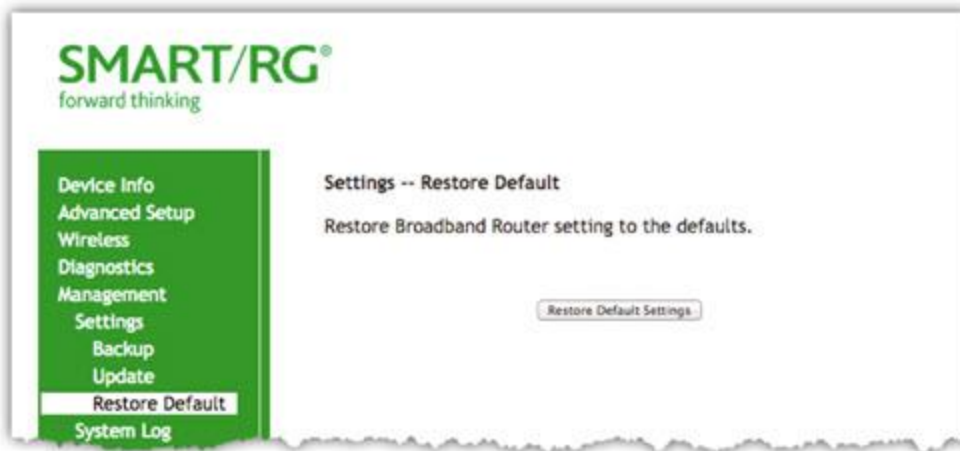 SMART/RG®
forward thinking
Device Info
Advanced Setup
Wireless
Diagnostics
Management
Settings
Backup
Update
Restore Default
System Log
Settings -- Restore Default
Restore Broadband Router setting to the defaults.
Restore Default Settings